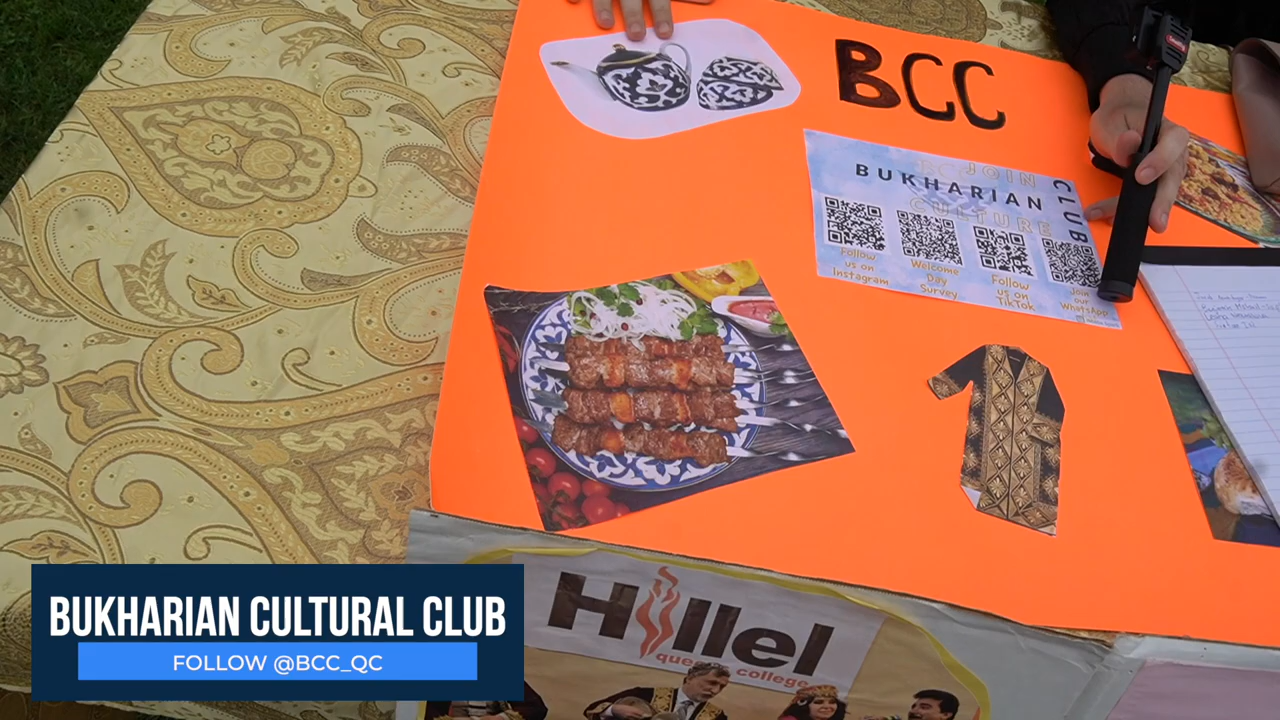 BCC
JOIN
BUKHARIAN
CULTURE
CLUB
Follow
us on
Instagram
Welcome
Day
Survey
Follow
us on
TikTok
Join
our
WhatsApp
Hillel
queens college
BUKHARIAN CULTURAL CLUB
FOLLOW @BCC_QC